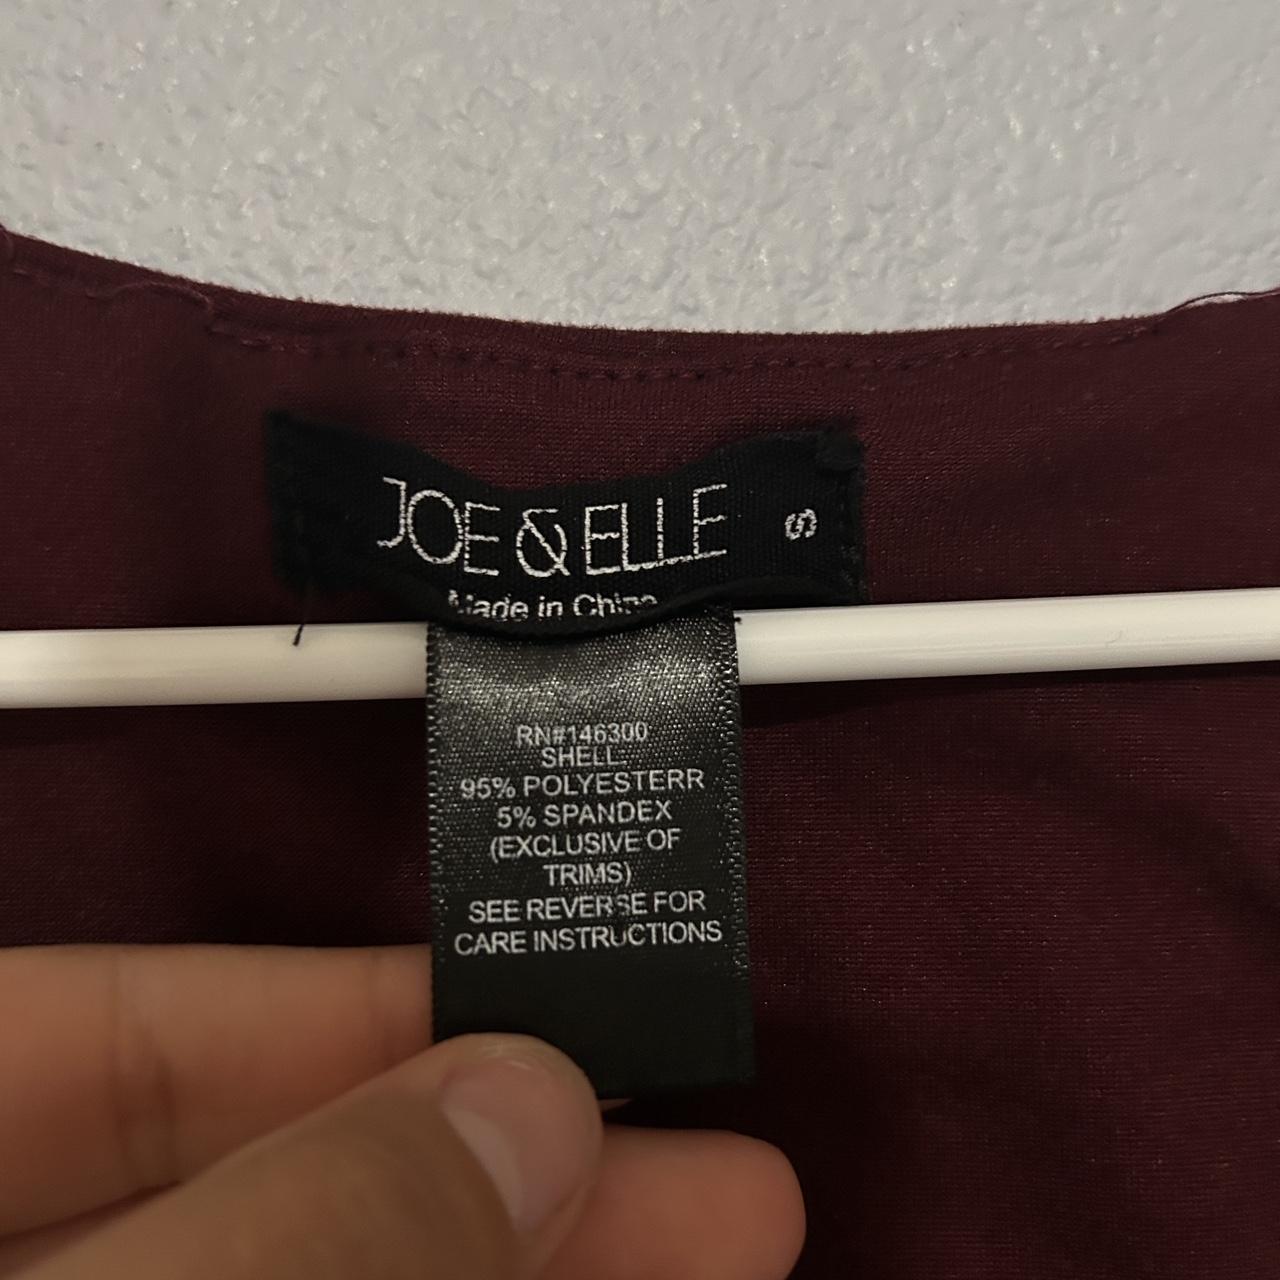 JOE & ELLE
S
Made in China
RN#146300
SHELL
95% POLYESTERR
5% SPANDEX
(EXCLUSIVE OF
TRIMS)
SEE REVERSE FOR
CARE INSTRUCTIONS